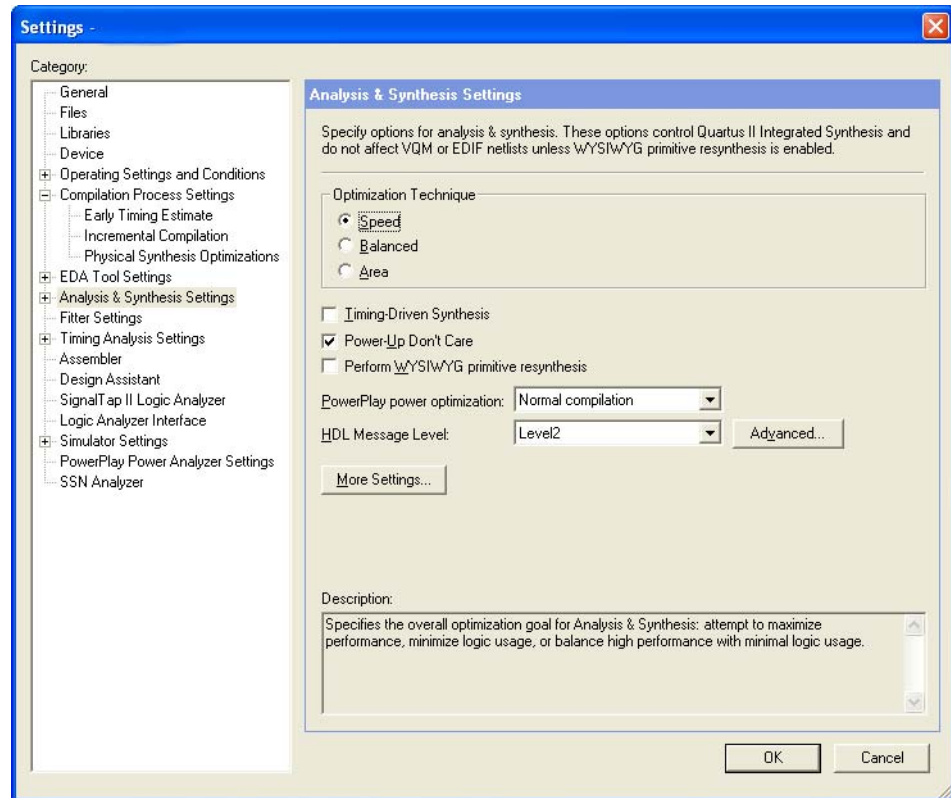 Settings -
Category:
General
Files
Libraries
Device
Operating Settings and Conditions
Compilation Process Settings
Early Timing Estimate
Incremental Compilation
Physical Synthesis Optimizations
EDA Tool Settings
Analysis & Synthesis Settings
Fitter Settings
Timing Analysis Settings
Assembler
Design Assistant
SignalTap II Logic Analyzer
Logic Analyzer Interface
Simulator Settings
PowerPlay Power Analyzer Settings
SSN Analyzer
Analysis & Synthesis Settings
Specify options for analysis & synthesis. These options control Quartus II Integrated Synthesis and
do not affect VQM or EDIF netlists unless WYSIWYG primitive resynthesis is enabled.
Optimization Technique
Speed
Balanced
Area
Timing-Driven Synthesis
Power-Up Don't Care
Perform WYSIWYG primitive resynthesis
PowerPlay power optimization: Normal compilation
HDL Message Level: Level2 Advanced...
More Settings...
Description:
Specifies the overall optimization goal for Analysis & Synthesis: attempt to maximize
performance, minimize logic usage, or balance high performance with minimal logic usage.
OK Cancel